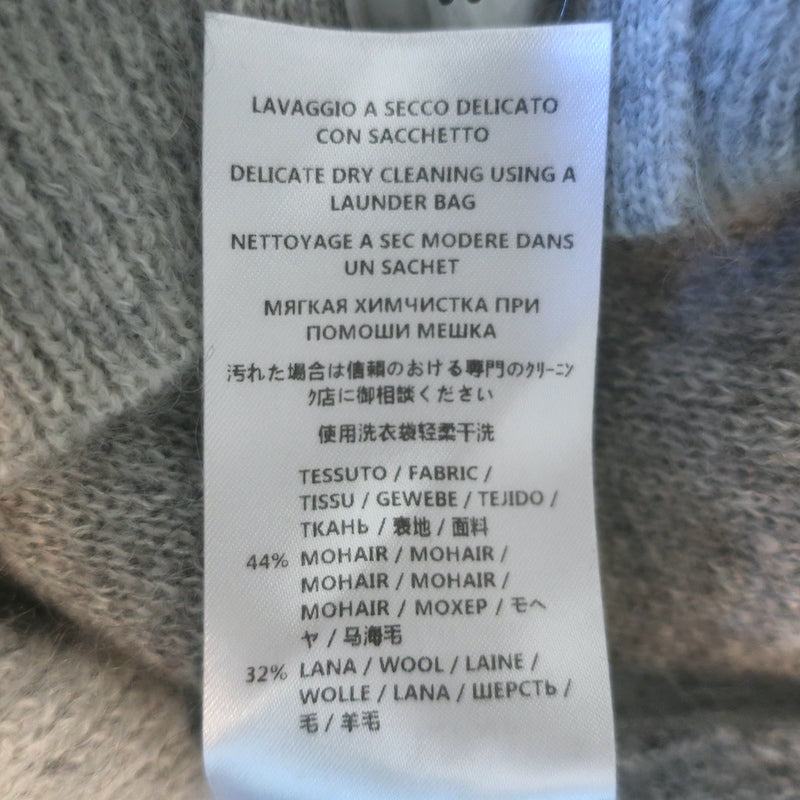 LAVAGGIO A SECCO DELICATO
CON SACCHETTO
DELICATE DRY CLEANING USING A
LAUNDER BAG
NETTOYAGE A SEC MODERE DANS
UN SACHET
МЯГКАЯ ХИМЧИСТКА ПРИ
ПОМОШИ МЕШКА
汚れた場合は信頼のおける専門のクリーニン
ク店に御相談ください
使用洗衣袋轻柔干洗
TESSUTO / FABRIC /
TISSU / GEWEBE / TEJIDO /
ТКАНЬ / 表地 / 面料
44% MOHAIR / MOHAIR /
MOHAIR / MOHAIR /
MOHAIR / МОХЕР / モヘ
ヤ / 马海毛
32% LANA / WOOL / LAINE /
WOLLE / LANA / ШЕРСТЬ /
毛 / 羊毛